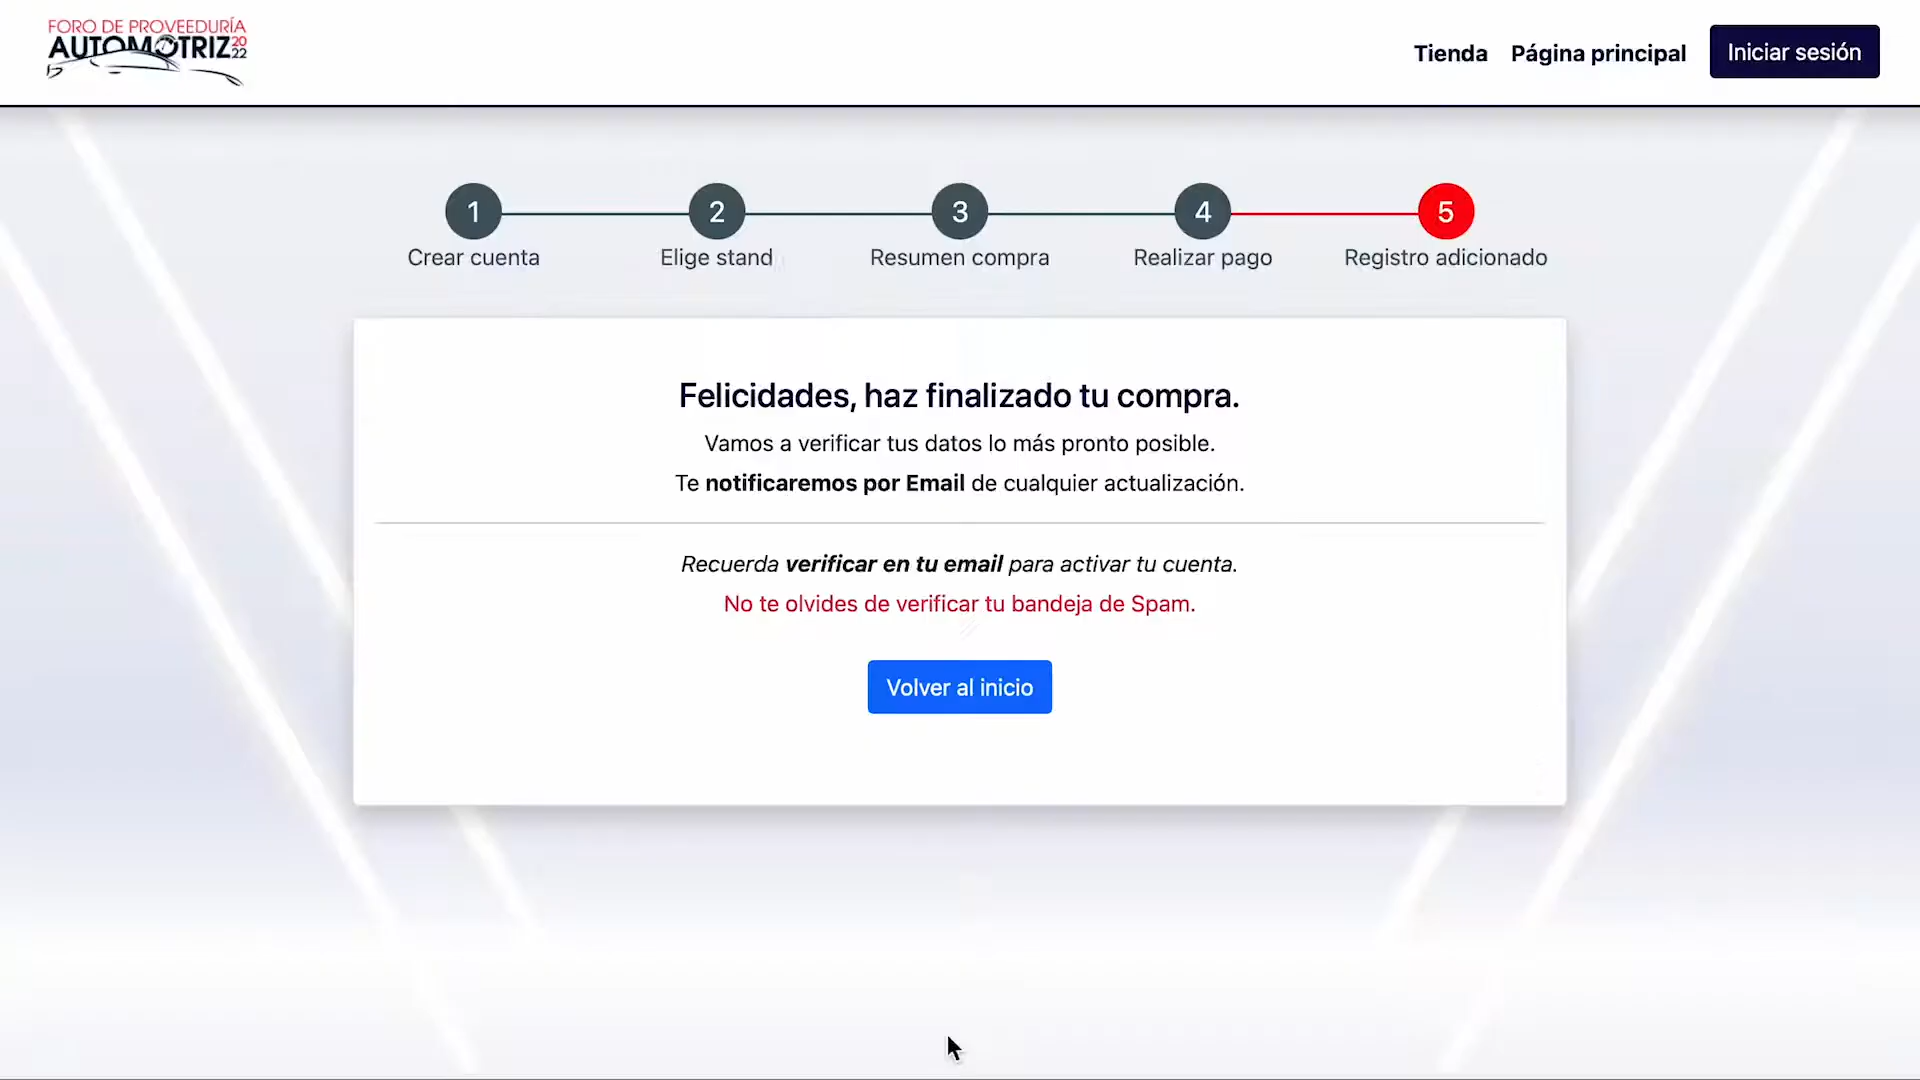 FORO DE PROVEEDURÍA
AUTOMOTRIZ 2022
Tienda
Página principal
Iniciar sesión
1
2
3
4
5
Crear cuenta
Elige stand
Resumen compra
Realizar pago
Registro adicionado
Felicidades, haz finalizado tu compra.
Vamos a verificar tus datos lo más pronto posible.
Te notificaremos por Email de cualquier actualización.
Recuerda verificar en tu email para activar tu cuenta.
No te olvides de verificar tu bandeja de Spam.
Volver al inicio